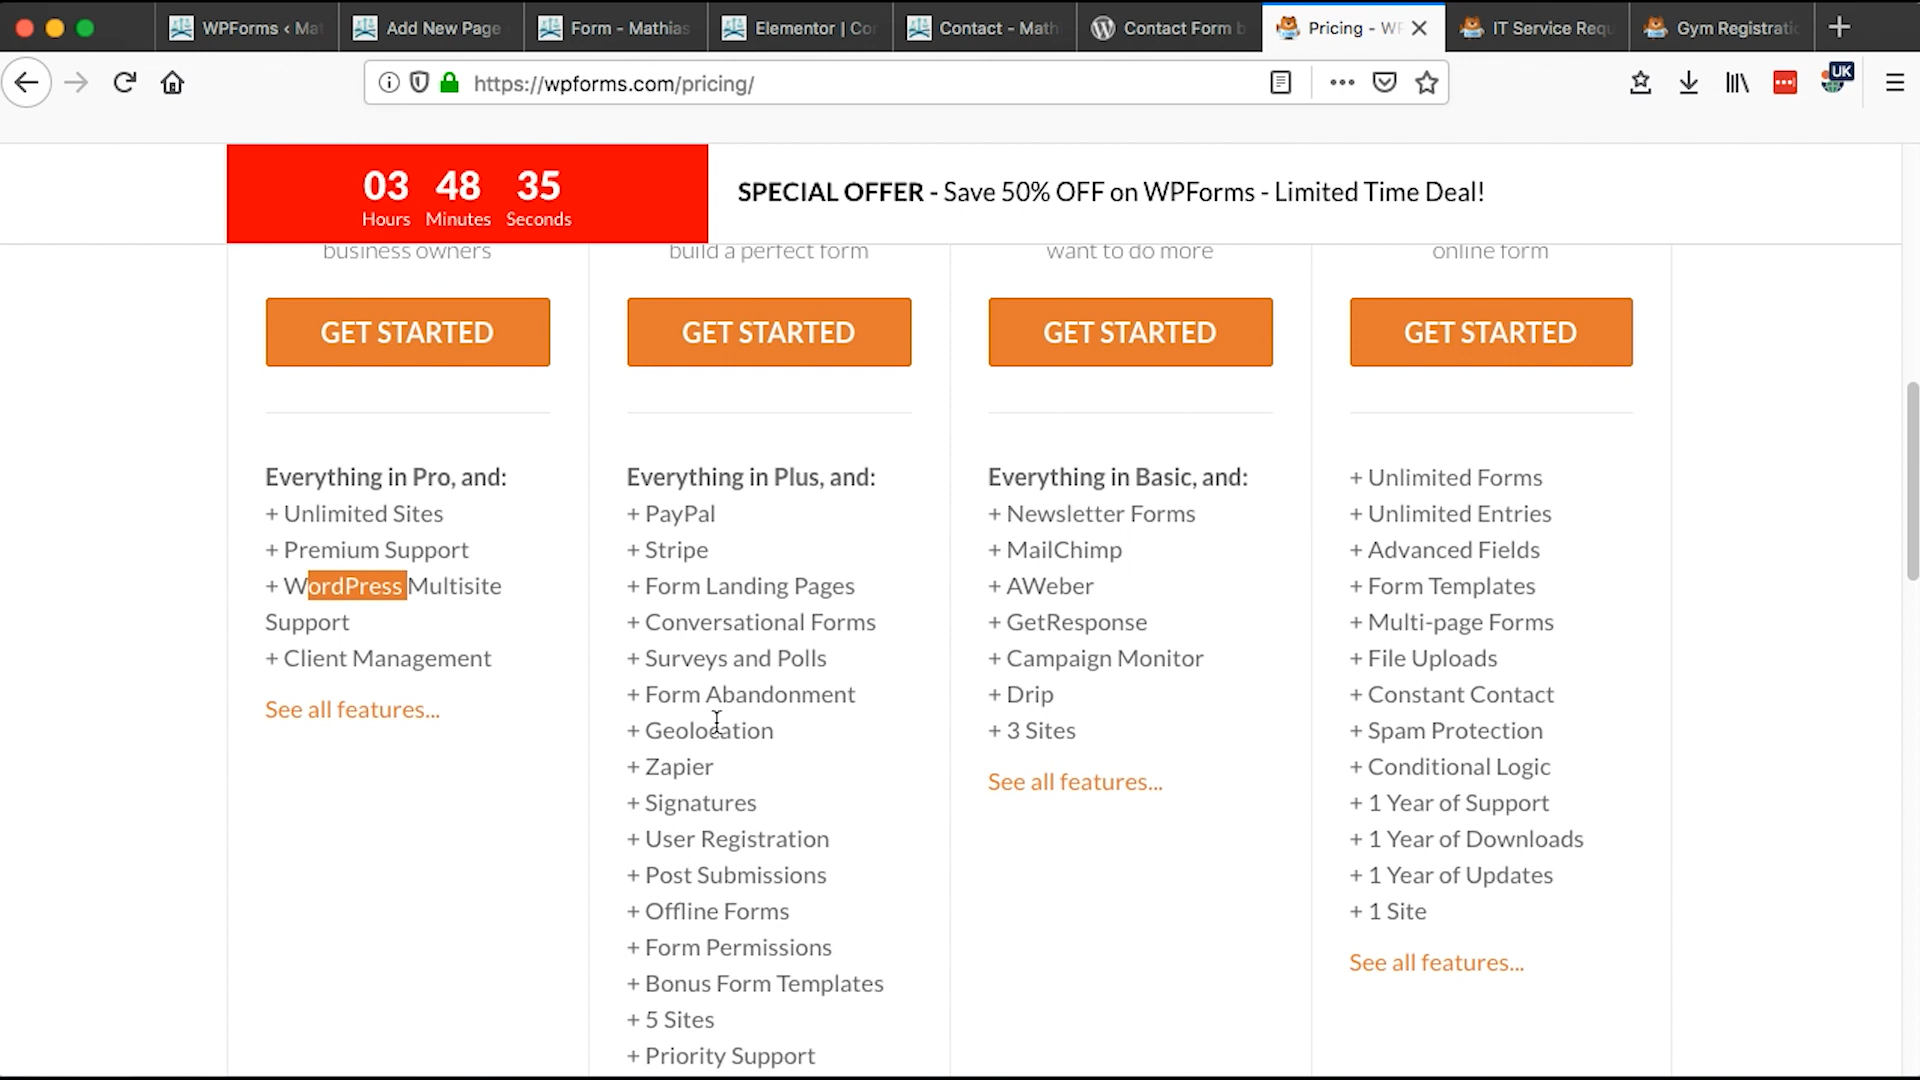 WPForms ‹ Mat
Add New Page
Form - Mathias
Elementor | Cor
Contact - Math
Contact Form b
Pricing - WF
IT Service Requ
Gym Registratio
https://wpforms.com/pricing/
UK
03 48 35
Hours Minutes Seconds
SPECIAL OFFER - Save 50% OFF on WPForms - Limited Time Deal!
business owners
GET STARTED
Everything in Pro, and:
+ Unlimited Sites
+ Premium Support
+ WordPress Multisite
Support
+ Client Management
See all features...
build a perfect form
GET STARTED
Everything in Plus, and:
+ PayPal
+ Stripe
+ Form Landing Pages
+ Conversational Forms
+ Surveys and Polls
+ Form Abandonment
+ Geolocation
+ Zapier
+ Signatures
+ User Registration
+ Post Submissions
+ Offline Forms
+ Form Permissions
+ Bonus Form Templates
+ 5 Sites
+ Priority Support
want to do more
GET STARTED
Everything in Basic, and:
+ Newsletter Forms
+ MailChimp
+ AWeber
+ GetResponse
+ Campaign Monitor
+ Drip
+ 3 Sites
See all features...
online form
GET STARTED
+ Unlimited Forms
+ Unlimited Entries
+ Advanced Fields
+ Form Templates
+ Multi-page Forms
+ File Uploads
+ Constant Contact
+ Spam Protection
+ Conditional Logic
+ 1 Year of Support
+ 1 Year of Downloads
+ 1 Year of Updates
+ 1 Site
See all features...